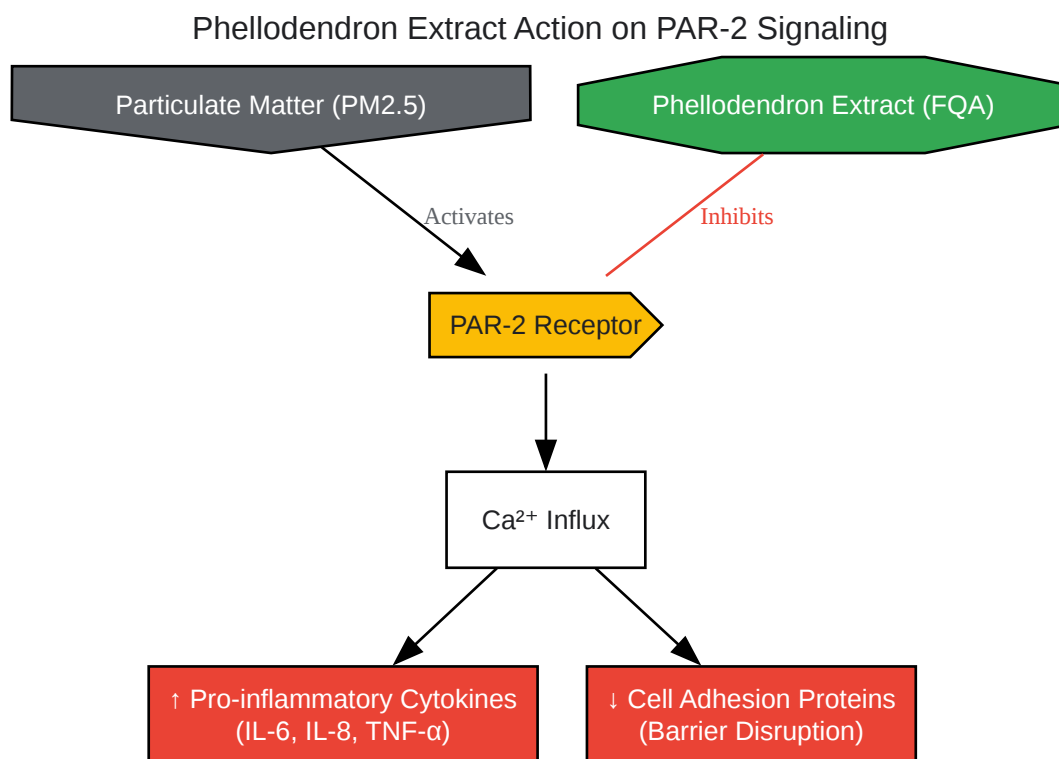 Phellodendron Extract Action on PAR-2 Signaling
Particulate Matter (PM2.5)
Phellodendron Extract (FQA)
Activates
Inhibits
PAR-2 Receptor
Ca²⁺ Influx
↑ Pro-inflammatory Cytokines
(IL-6, IL-8, TNF-α)
↓ Cell Adhesion Proteins
(Barrier Disruption)